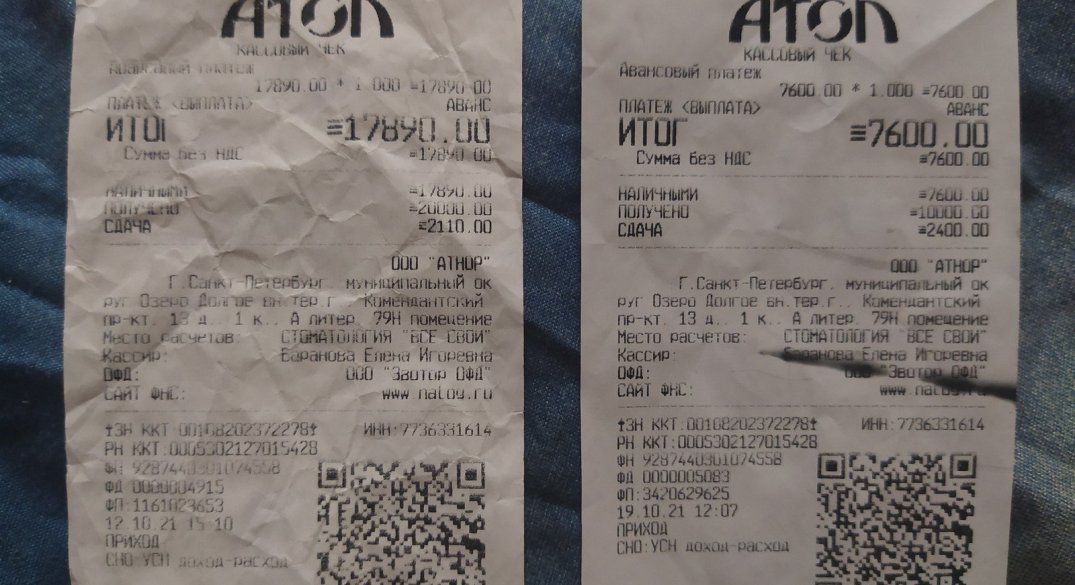 АТОЛ
КАССОВЫЙ ЧЕК
Авансовый платеж
17890.00 * 1.000 =17890.00
ПЛАТЕЖ <ВЫПЛАТА> АВАНС
ИТОГ =17890.00
Сумма без НДС =17890.00
НАЛИЧНЫМИ =17890.00
ПОЛУЧЕНО =20000.00
СДАЧА =2110.00
ООО "АТНОР"
Г.Санкт-Петербург, муниципальный ок
руг Озеро Долгое вн.тер.г., Комендантский
пр-кт, 13 д., 1 к., А литер, 79Н помещение
Место расчетов: СТОМАТОЛОГИЯ "ВСЕ СВОИ"
Кассир: Баранова Елена Игоревна
ОФД: ООО "Эвотор ОФД"
САЙТ ФНС: www.nalog.ru
ЗН ККТ:00108202372278 ИНН:7736331614
РН ККТ:0005302127015428
ФН 9287440301074558
ФД 0000004915
ФП:1161023653
12.10.21 15:10
ПРИХОД
СНО:УСН доход-расход
АТОЛ
КАССОВЫЙ ЧЕК
Авансовый платеж
7600.00 * 1.000 =7600.00
ПЛАТЕЖ <ВЫПЛАТА> АВАНС
ИТОГ =7600.00
Сумма без НДС =7600.00
НАЛИЧНЫМИ =7600.00
ПОЛУЧЕНО =10000.00
СДАЧА =2400.00
ООО "АТНОР"
Г.Санкт-Петербург, муниципальный ок
руг Озеро Долгое вн.тер.г., Комендантский
пр-кт, 13 д., 1 к., А литер, 79Н помещение
Место расчетов: СТОМАТОЛОГИЯ "ВСЕ СВОИ"
Кассир: Баранова Елена Игоревна
ОФД: ООО "Эвотор ОФД"
САЙТ ФНС: www.nalog.ru
ЗН ККТ:00108202372278 ИНН:7736331614
РН ККТ:0005302127015428
ФН 9287440301074558
ФД 0000005083
ФП:3420629625
19.10.21 12:07
ПРИХОД
СНО:УСН доход-расход